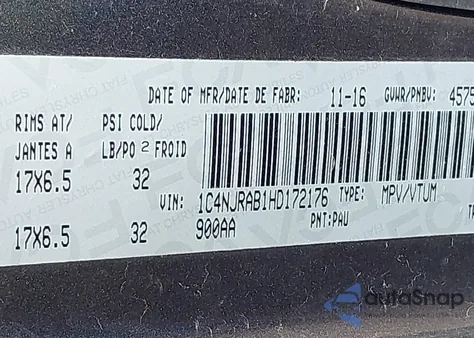 DATE OF MFR/DATE DE FABR: 11-16 GVWR/PNBV: 4575
RIMS AT/ PSI COLD/
JANTES A LB/PO 2 FROID
17X6.5 32
VIN: 1C4NJRAB1HD172176 TYPE: MPV/VTUM
17X6.5 32 900AA PNT:PAU
autoSnap